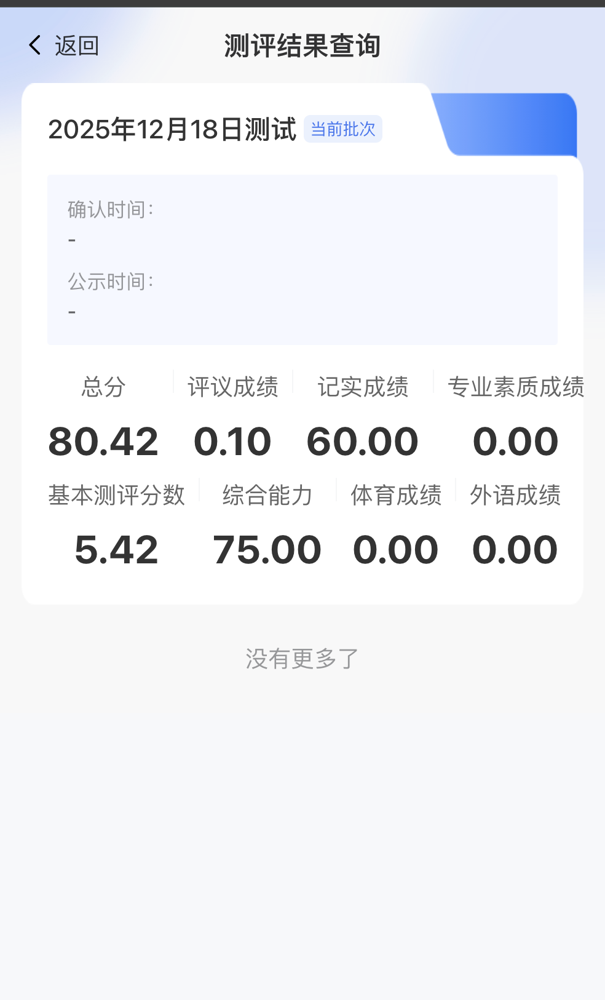 返回
测评结果查询
2025年12月18日测试 当前批次
确认时间：
-
公示时间：
-
总分 评议成绩 记实成绩 专业素质成绩
80.42 0.10 60.00 0.00
基本测评分数 综合能力 体育成绩 外语成绩
5.42 75.00 0.00 0.00
没有更多了